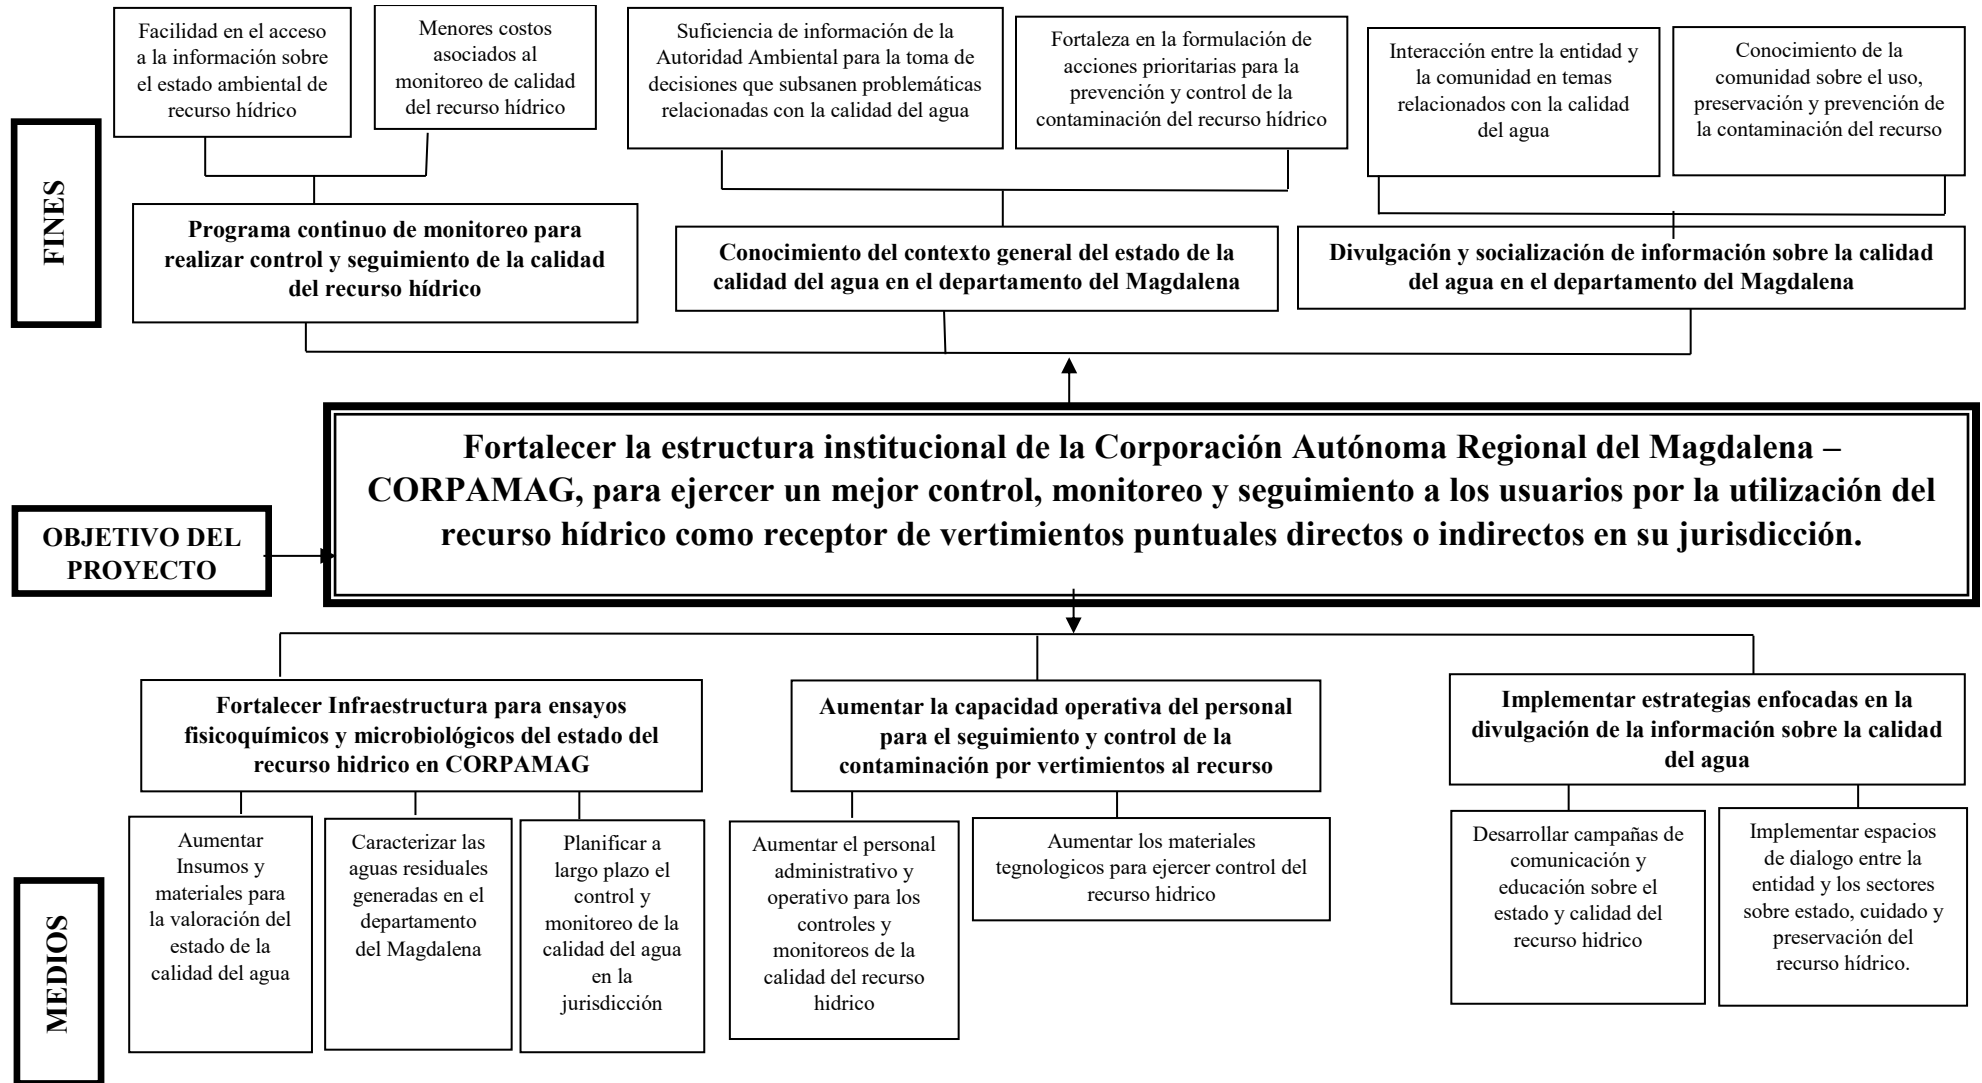 Facilidad en el acceso
a la información sobre
el estado ambiental de
recurso hídrico
Menores costos
asociados al
monitoreo de calidad
del recurso hídrico
Suficiencia de información de la
Autoridad Ambiental para la toma de
decisiones que subsanen problemáticas
relacionadas con la calidad del agua
Fortaleza en la formulación de
acciones prioritarias para la
prevención y control de la
contaminación del recurso hídrico
Interacción entre la entidad y
la comunidad en temas
relacionados con la calidad
del agua
Conocimiento de la
comunidad sobre el uso,
preservación y prevención de
la contaminación del recurso
FINES
Programa continuo de monitoreo para
realizar control y seguimiento de la calidad
del recurso hídrico
Conocimiento del contexto general del estado de la
calidad del agua en el departamento del Magdalena
Divulgación y socialización de información sobre la calidad
del agua en el departamento del Magdalena
OBJETIVO DEL
PROYECTO
Fortalecer la estructura institucional de la Corporación Autónoma Regional del Magdalena –
CORPAMAG, para ejercer un mejor control, monitoreo y seguimiento a los usuarios por la utilización del
recurso hídrico como receptor de vertimientos puntuales directos o indirectos en su jurisdicción.
Fortalecer Infraestructura para ensayos
fisicoquímicos y microbiológicos del estado del
recurso hidrico en CORPAMAG
Aumentar la capacidad operativa del personal
para el seguimiento y control de la
contaminación por vertimientos al recurso
Implementar estrategias enfocadas en la
divulgación de la información sobre la calidad
del agua
MEDIOS
Aumentar
Insumos y
materiales para
la valoración del
estado de la
calidad del agua
Caracterizar las
aguas residuales
generadas en el
departamento
del Magdalena
Planificar a
largo plazo el
control y
monitoreo de la
calidad del agua
en la
jurisdicción
Aumentar el personal
administrativo y
operativo para los
controles y
monitoreos de la
calidad del recurso
hidrico
Aumentar los materiales
tegnologicos para ejercer control del
recurso hidrico
Desarrollar campañas de
comunicación y
educación sobre el
estado y calidad del
recurso hidrico
Implementar espacios
de dialogo entre la
entidad y los sectores
sobre estado, cuidado y
preservación del
recurso hídrico.